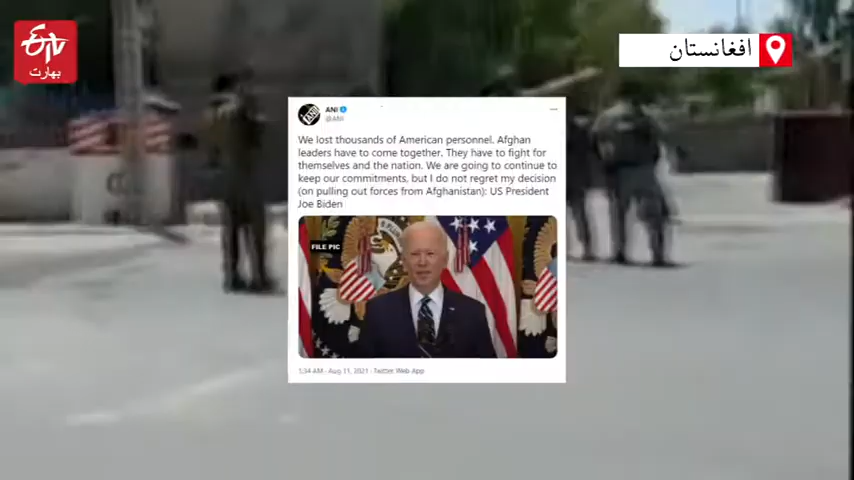 ETV
بھارت
افغانستان
ANI
@ANI
We lost thousands of American personnel. Afghan
leaders have to come together. They have to fight for
themselves and the nation. We are going to continue to
keep our commitments, but I do not regret my decision
(on pulling out forces from Afghanistan): US President
Joe Biden
FILE PIC
1:34 AM · Aug 11, 2021 · Twitter Web App